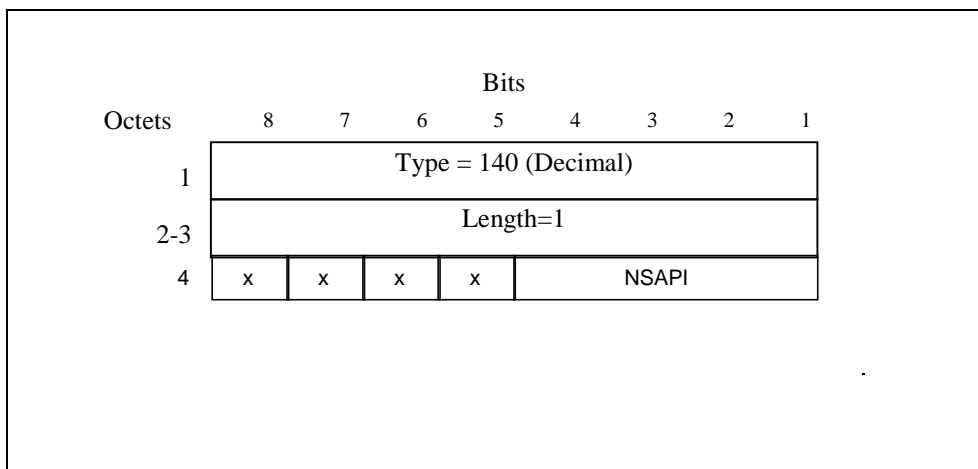 Bits
Octets 8 7 6 5 4 3 2 1
1 Type = 140 (Decimal)
2-3 Length=1
4 x x x x NSAPI
.